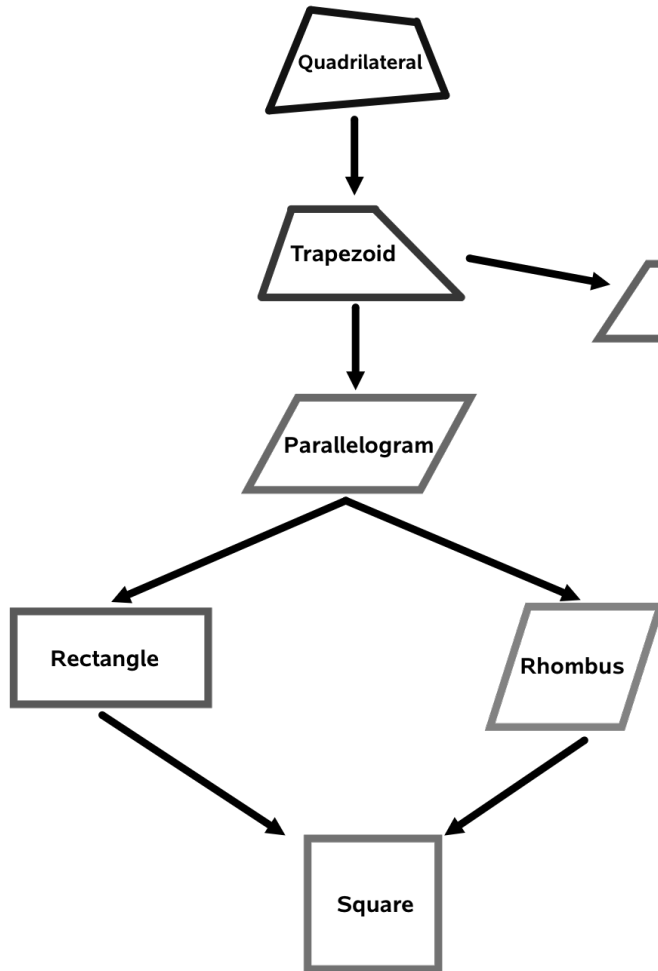 Quadrilateral
Trapezoid
Parallelogram
Rectangle
Rhombus
Square